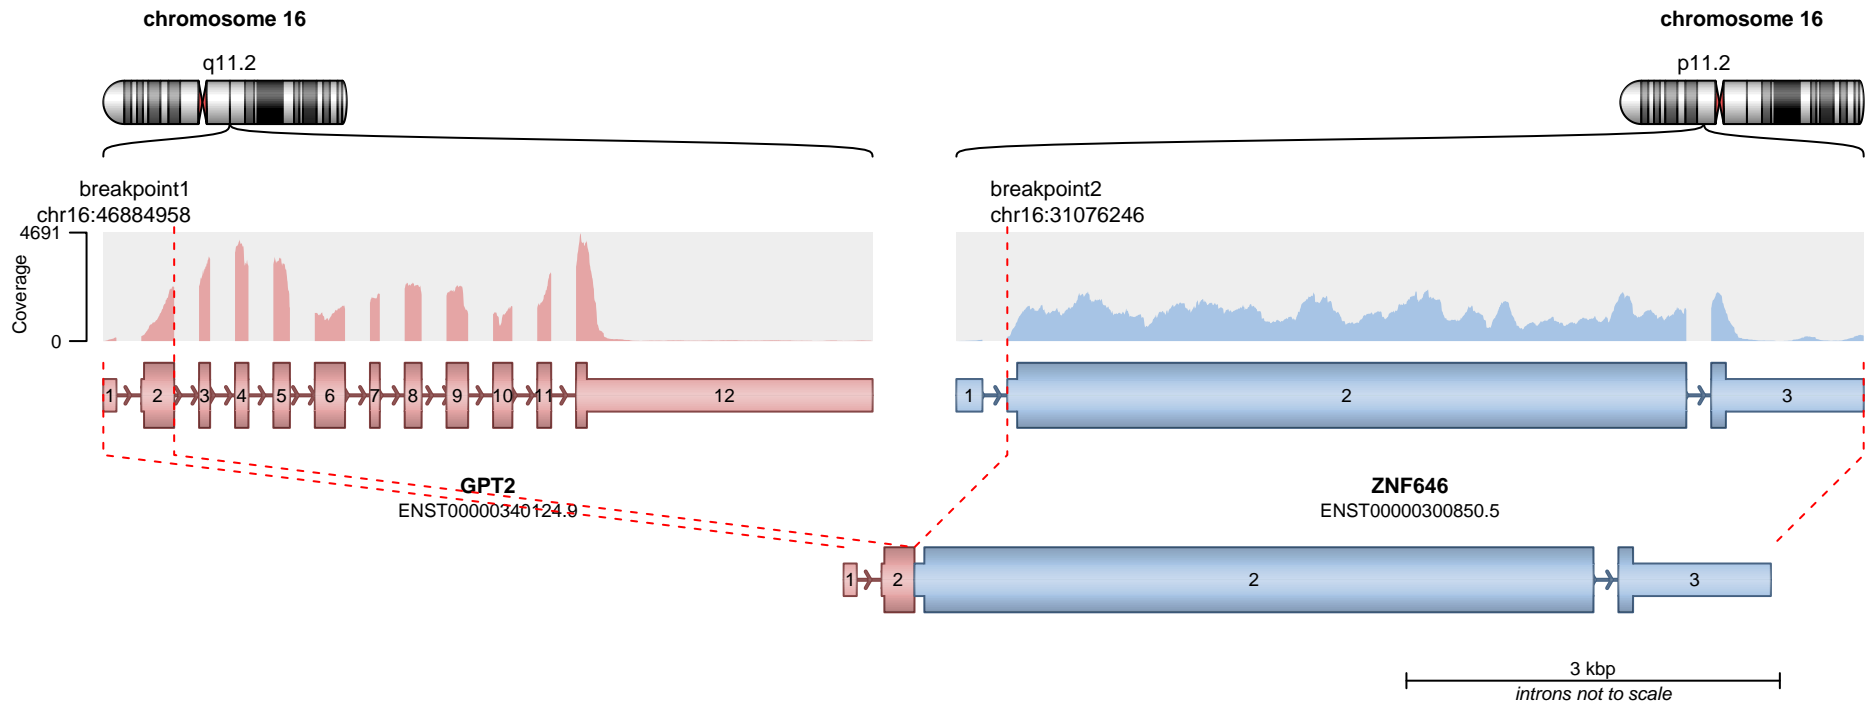 chromosome 16
chromosome 16
q11.2
p11.2
breakpoint1
chr16:46884958
breakpoint2
chr16:31076246
4691
Coverage
0
1 2 3 4 5 6 7 8 9 10 11 12
1 2 3
GPT2
ENST00000340124.9
ZNF646
ENST00000300850.5
1 2 2 3
3 kbp
introns not to scale